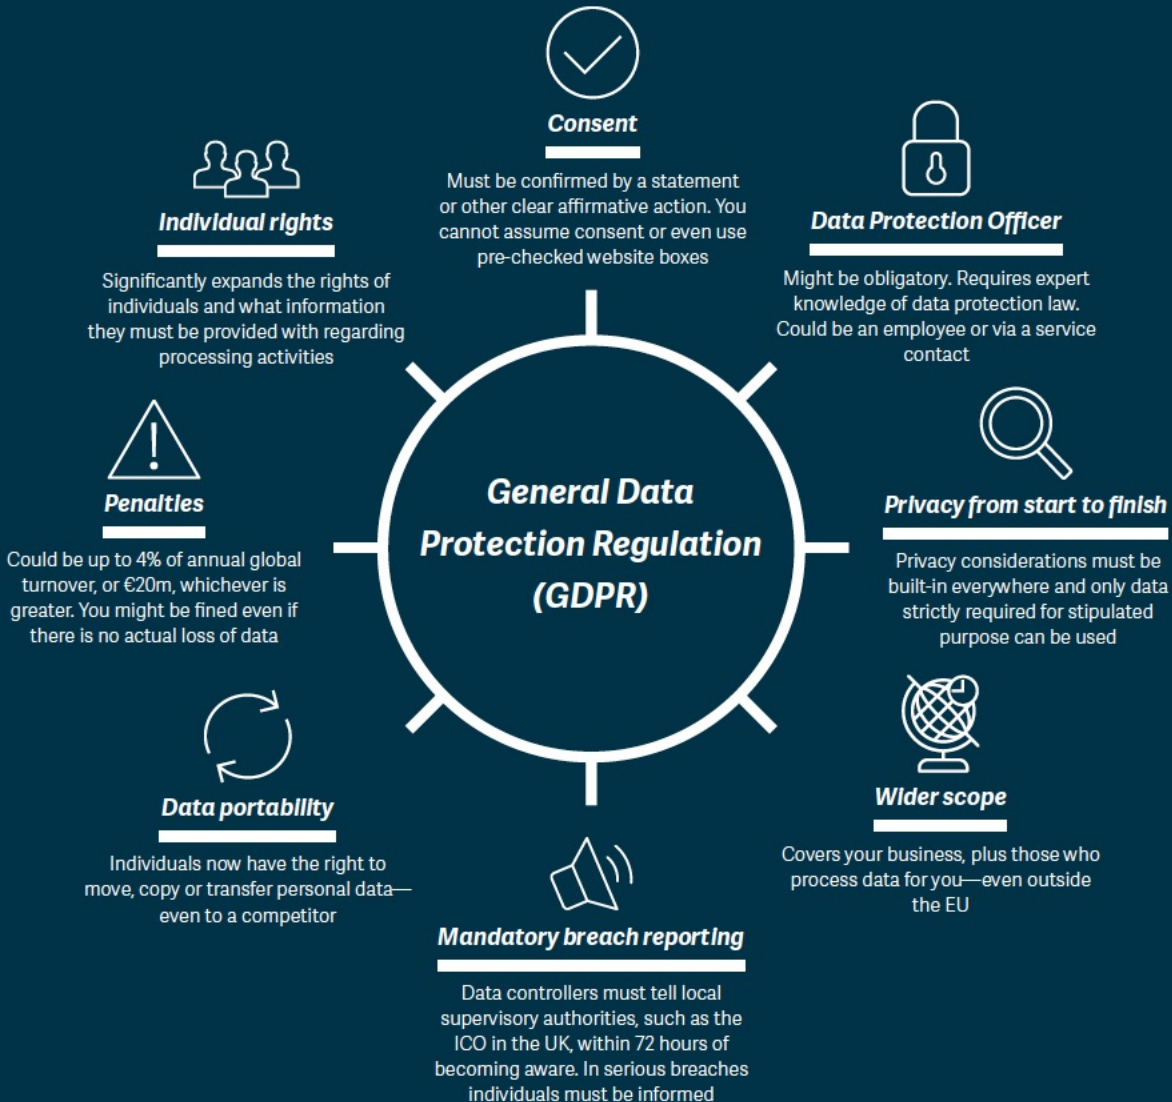 Consent
Must be confirmed by a statement
or other clear affirmative action. You
cannot assume consent or even use
pre-checked website boxes
Data Protection Officer
Might be obligatory. Requires expert
knowledge of data protection law.
Could be an employee or via a service
contact
Privacy from start to finish
Privacy considerations must be
built-in everywhere and only data
strictly required for stipulated
purpose can be used
Wider scope
Covers your business, plus those who
process data for you—even outside
the EU
Mandatory breach reporting
Data controllers must tell local
supervisory authorities, such as the
ICO in the UK, within 72 hours of
becoming aware. In serious breaches
individuals must be informed
Data portability
Individuals now have the right to
move, copy or transfer personal data—
even to a competitor
Penalties
Could be up to 4% of annual global
turnover, or €20m, whichever is
greater. You might be fined even if
there is no actual loss of data
Individual rights
Significantly expands the rights of
individuals and what information
they must be provided with regarding
processing activities
General Data
Protection Regulation
(GDPR)